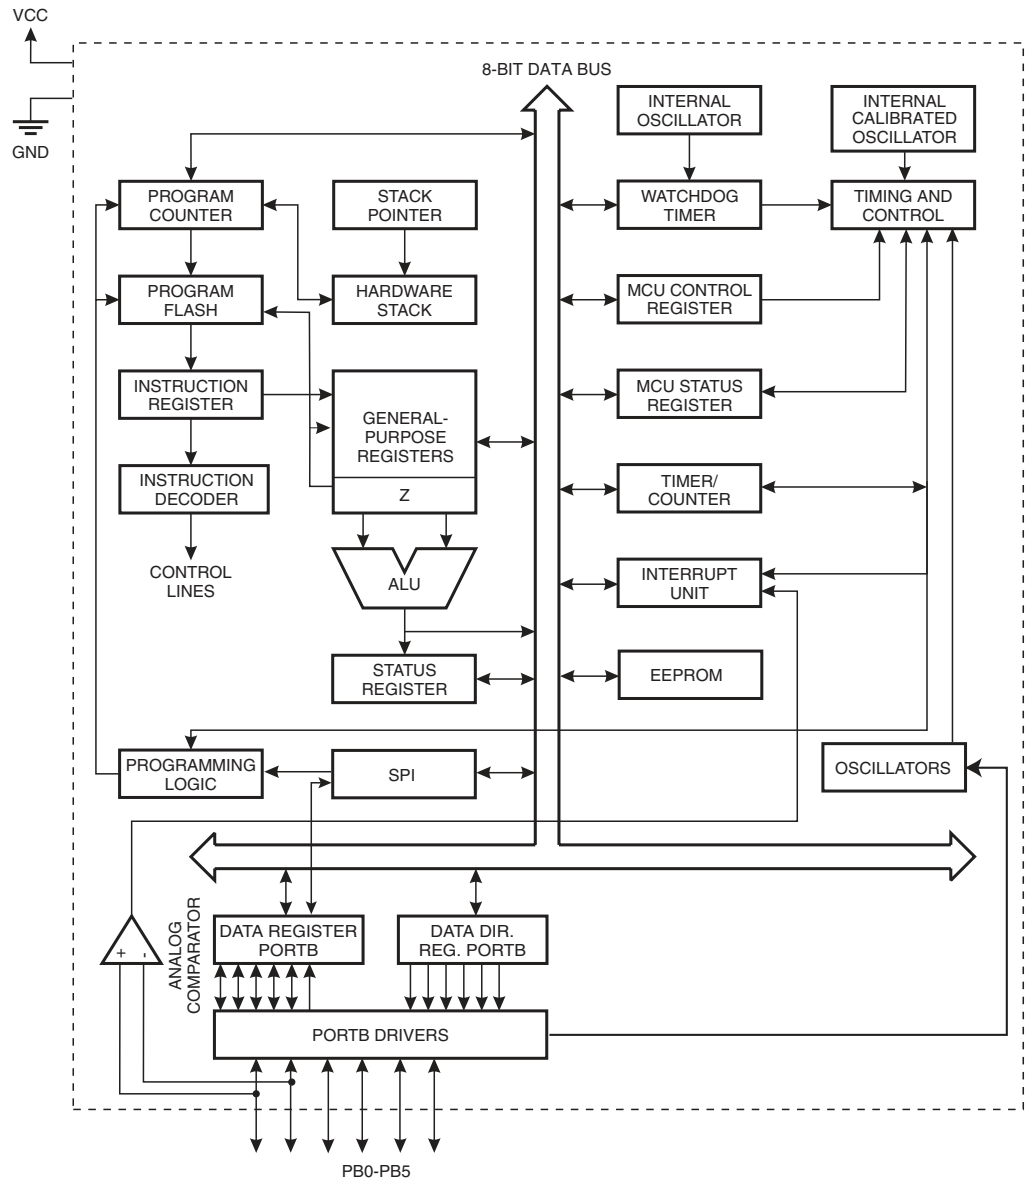 VCC
GND
8-BIT DATA BUS
INTERNAL
OSCILLATOR
INTERNAL
CALIBRATED
OSCILLATOR
PROGRAM
COUNTER
STACK
POINTER
WATCHDOG
TIMER
TIMING AND
CONTROL
PROGRAM
FLASH
HARDWARE
STACK
MCU CONTROL
REGISTER
INSTRUCTION
REGISTER
GENERAL-
PURPOSE
REGISTERS
Z
MCU STATUS
REGISTER
INSTRUCTION
DECODER
TIMER/
COUNTER
CONTROL
LINES
ALU
INTERRUPT
UNIT
STATUS
REGISTER
EEPROM
PROGRAMMING
LOGIC
SPI
OSCILLATORS
ANALOG
COMPARATOR
+ -
DATA REGISTER
PORTB
DATA DIR.
REG. PORTB
PORTB DRIVERS
PB0-PB5